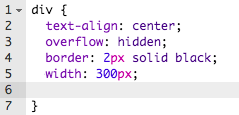 1 div {
2 text-align: center;
3 overflow: hidden;
4 border: 2px solid black;
5 width: 300px;
6
7 }